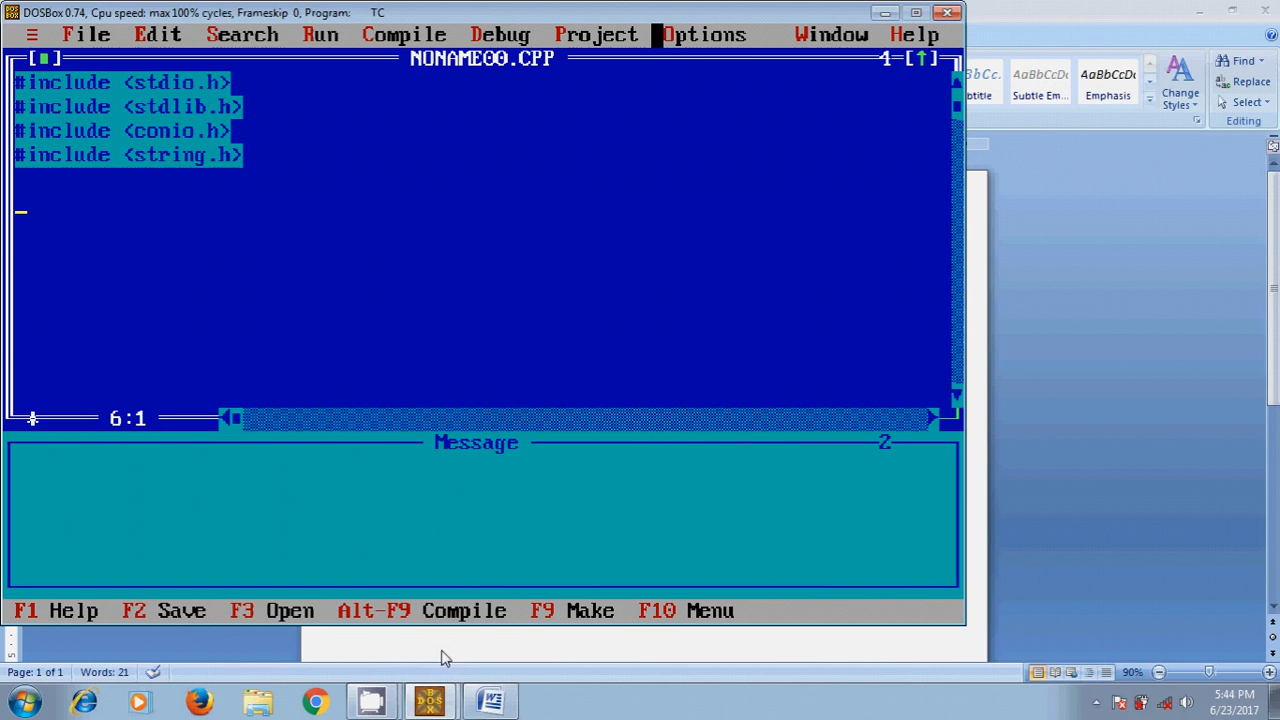 DOSBox 0.74, Cpu speed: max 100% cycles, Frameskip 0, Program: TC
≡ File Edit Search Run Compile Debug Project Options Window Help
[■] NONAME00.CPP 1=[↑]
#include <stdio.h>
#include <stdlib.h>
#include <conio.h>
#include <string.h>
6:1
Message 2
F1 Help F2 Save F3 Open Alt-F9 Compile F9 Make F10 Menu
AaBbCcDc AaBbCcDc
Subtle Em... Emphasis
Change
Styles
Find
Replace
Select
Editing
Page: 1 of 1 Words: 21 90%
DOS
BOX
W
5:44 PM
6/23/2017